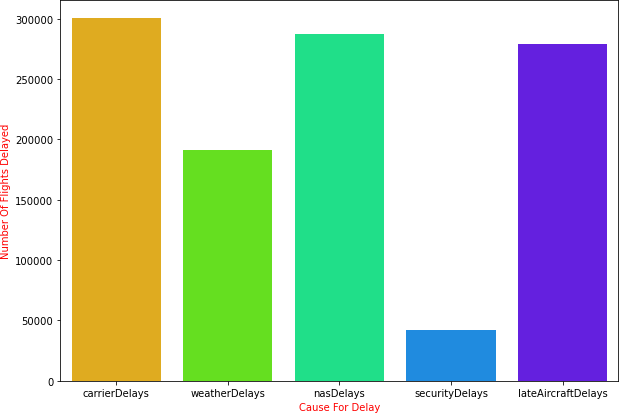 300000
250000
200000
150000
100000
50000
0
Number Of Flights Delayed
carrierDelays weatherDelays nasDelays securityDelays lateAircraftDelays
Cause For Delay